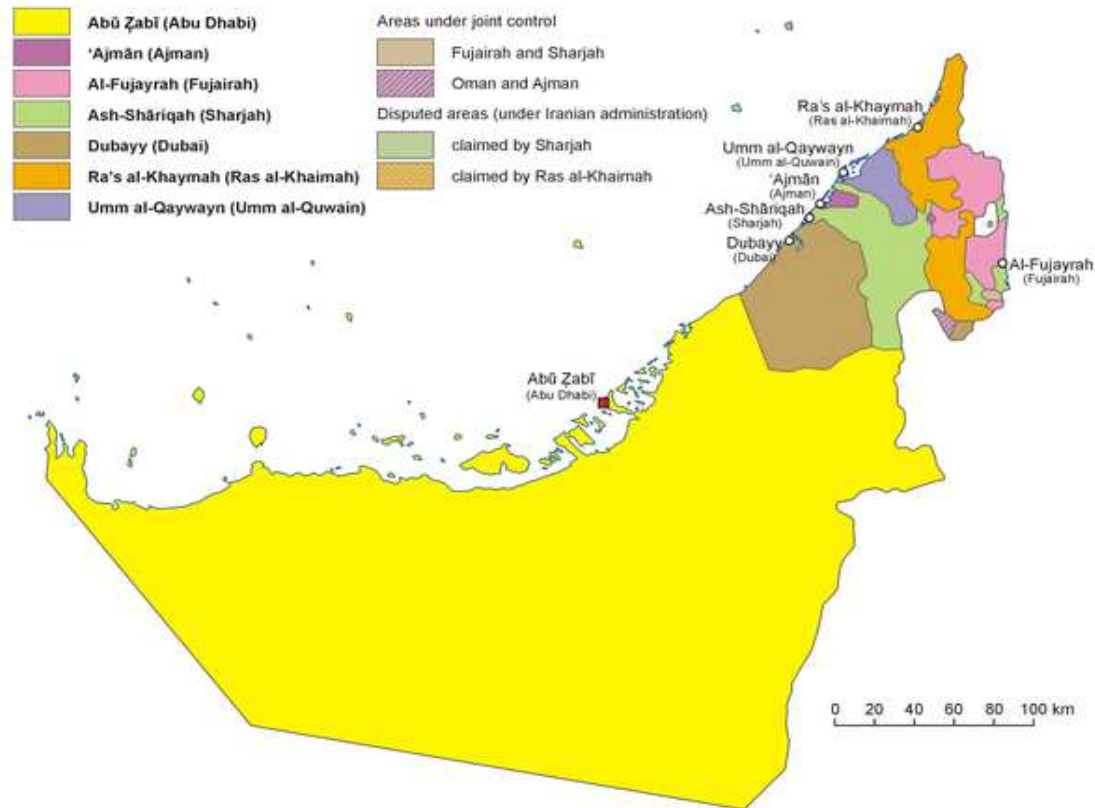 Abū Z̧abī (Abu Dhabi)
‘Ajmān (Ajman)
Al-Fujayrah (Fujairah)
Ash-Shāriqah (Sharjah)
Dubayy (Dubai)
Ra's al-Khaymah (Ras al-Khaimah)
Umm al-Qaywayn (Umm al-Quwain)
Areas under joint control
Fujairah and Sharjah
Oman and Ajman
Disputed areas (under Iranian administration)
claimed by Sharjah
claimed by Ras al-Khaimah
Ra's al-Khaymah
(Ras al-Khaimah)
Umm al-Qaywayn
(Umm al-Quwain)
‘Ajmān
(Ajman)
Ash-Shāriqah
(Sharjah)
Dubayy
(Dubai)
Al-Fujayrah
(Fujairah)
Abū Z̧abī
(Abu Dhabi)
0 20 40 60 80 100 km